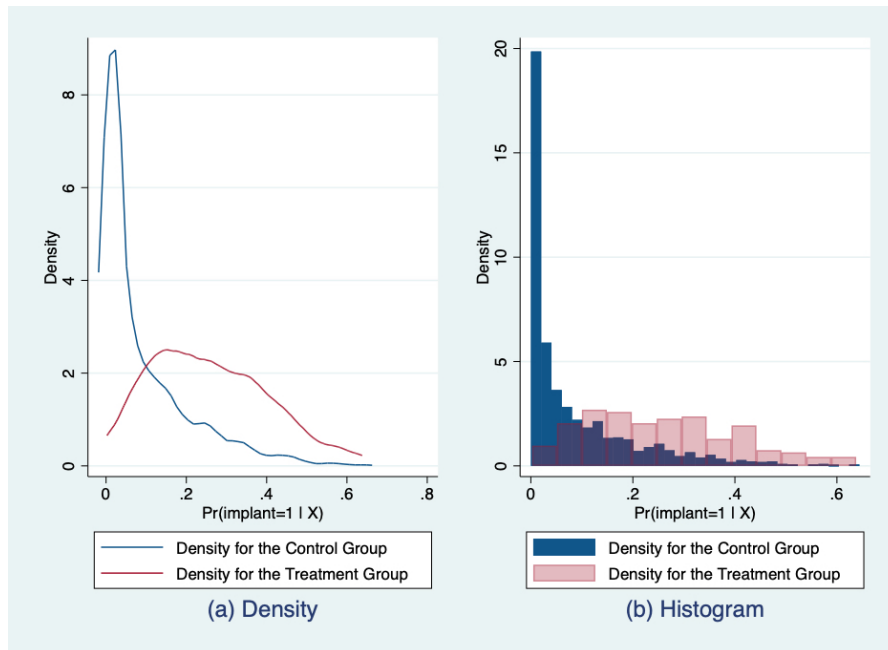 Density
8
6
4
2
0
0
.2
.4
.6
.8
Pr(implant=1 | X)
Density for the Control Group
Density for the Treatment Group
(a) Density
Density
20
15
10
5
0
0
.2
.4
.6
Pr(implant=1 | X)
Density for the Control Group
Density for the Treatment Group
(b) Histogram